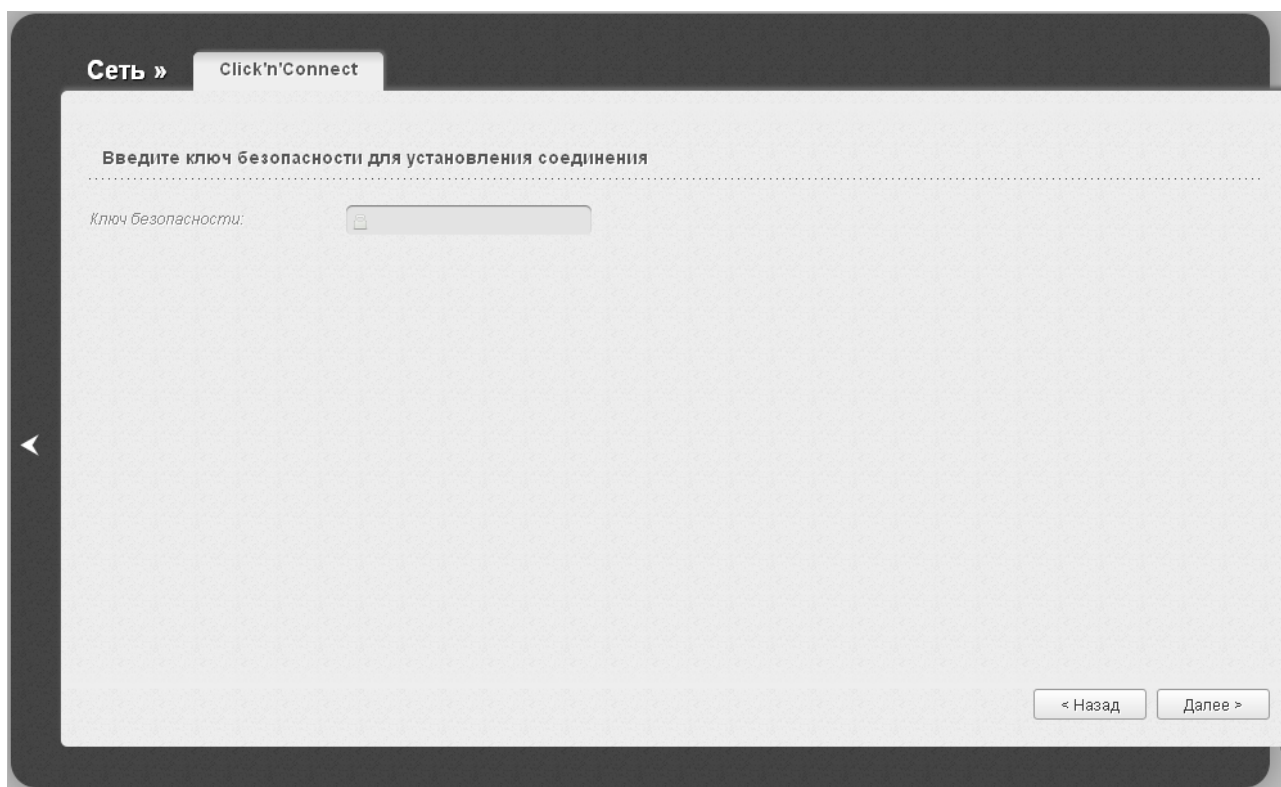 Сеть »
Click'n'Connect
Введите ключ безопасности для установления соединения
Ключ безопасности:
< Назад
Далее >